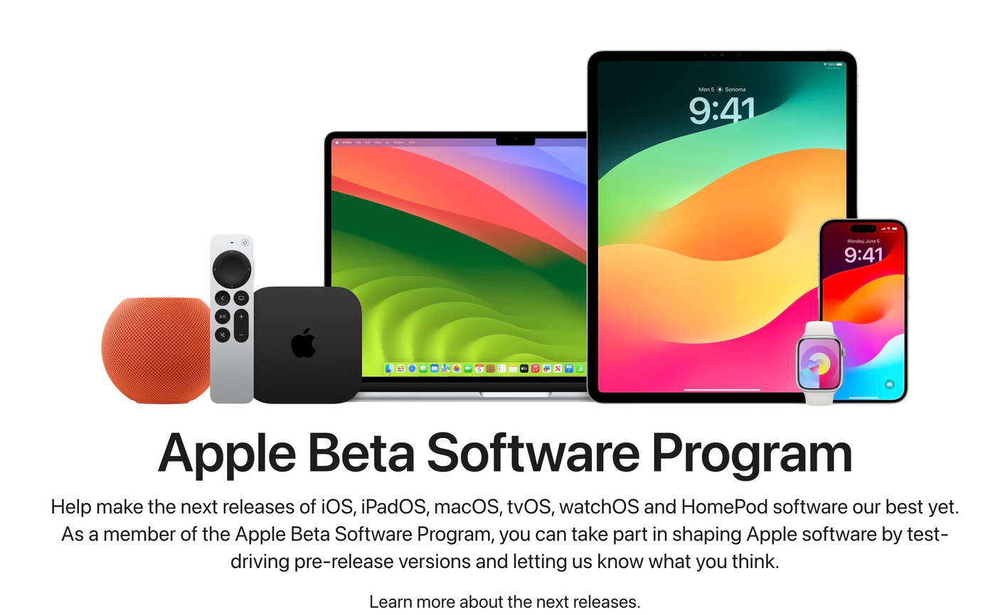 100%
Mon 5 Sonoma
9:41
Finder File Edit View Go Window Help
Monday, June 5
9:41
5
tv
Apple Beta Software Program
Help make the next releases of iOS, iPadOS, macOS, tvOS, watchOS and HomePod software our best yet.
As a member of the Apple Beta Software Program, you can take part in shaping Apple software by test-
driving pre-release versions and letting us know what you think.
Learn more about the next releases.